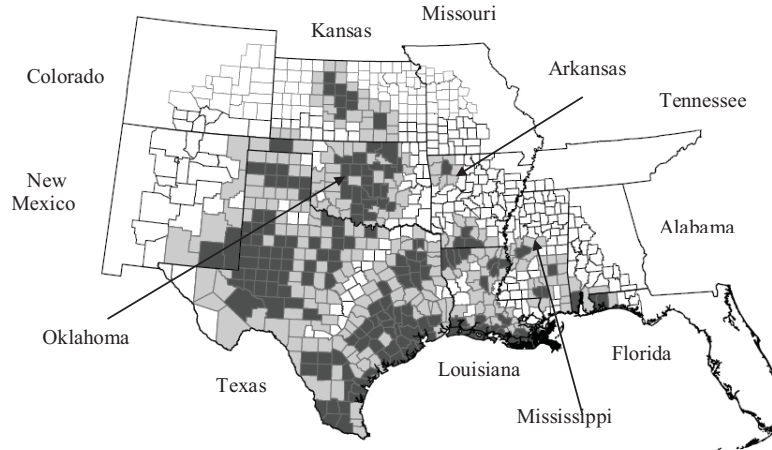 Missouri
Kansas
Colorado
Arkansas
Tennessee
New
Mexico
Alabama
Oklahoma
Texas
Louisiana
Florida
Mississippi